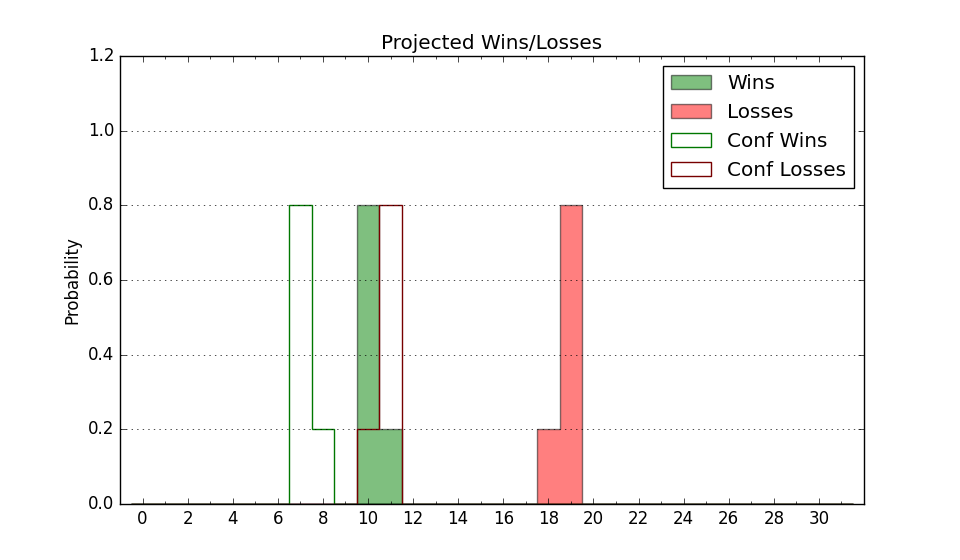 Projected Wins/Losses
1.2
1.0
0.8
0.6
0.4
0.2
0.0
Probability
Wins
Losses
Conf Wins
Conf Losses
0 2 4 6 8 10 12 14 16 18 20 22 24 26 28 30